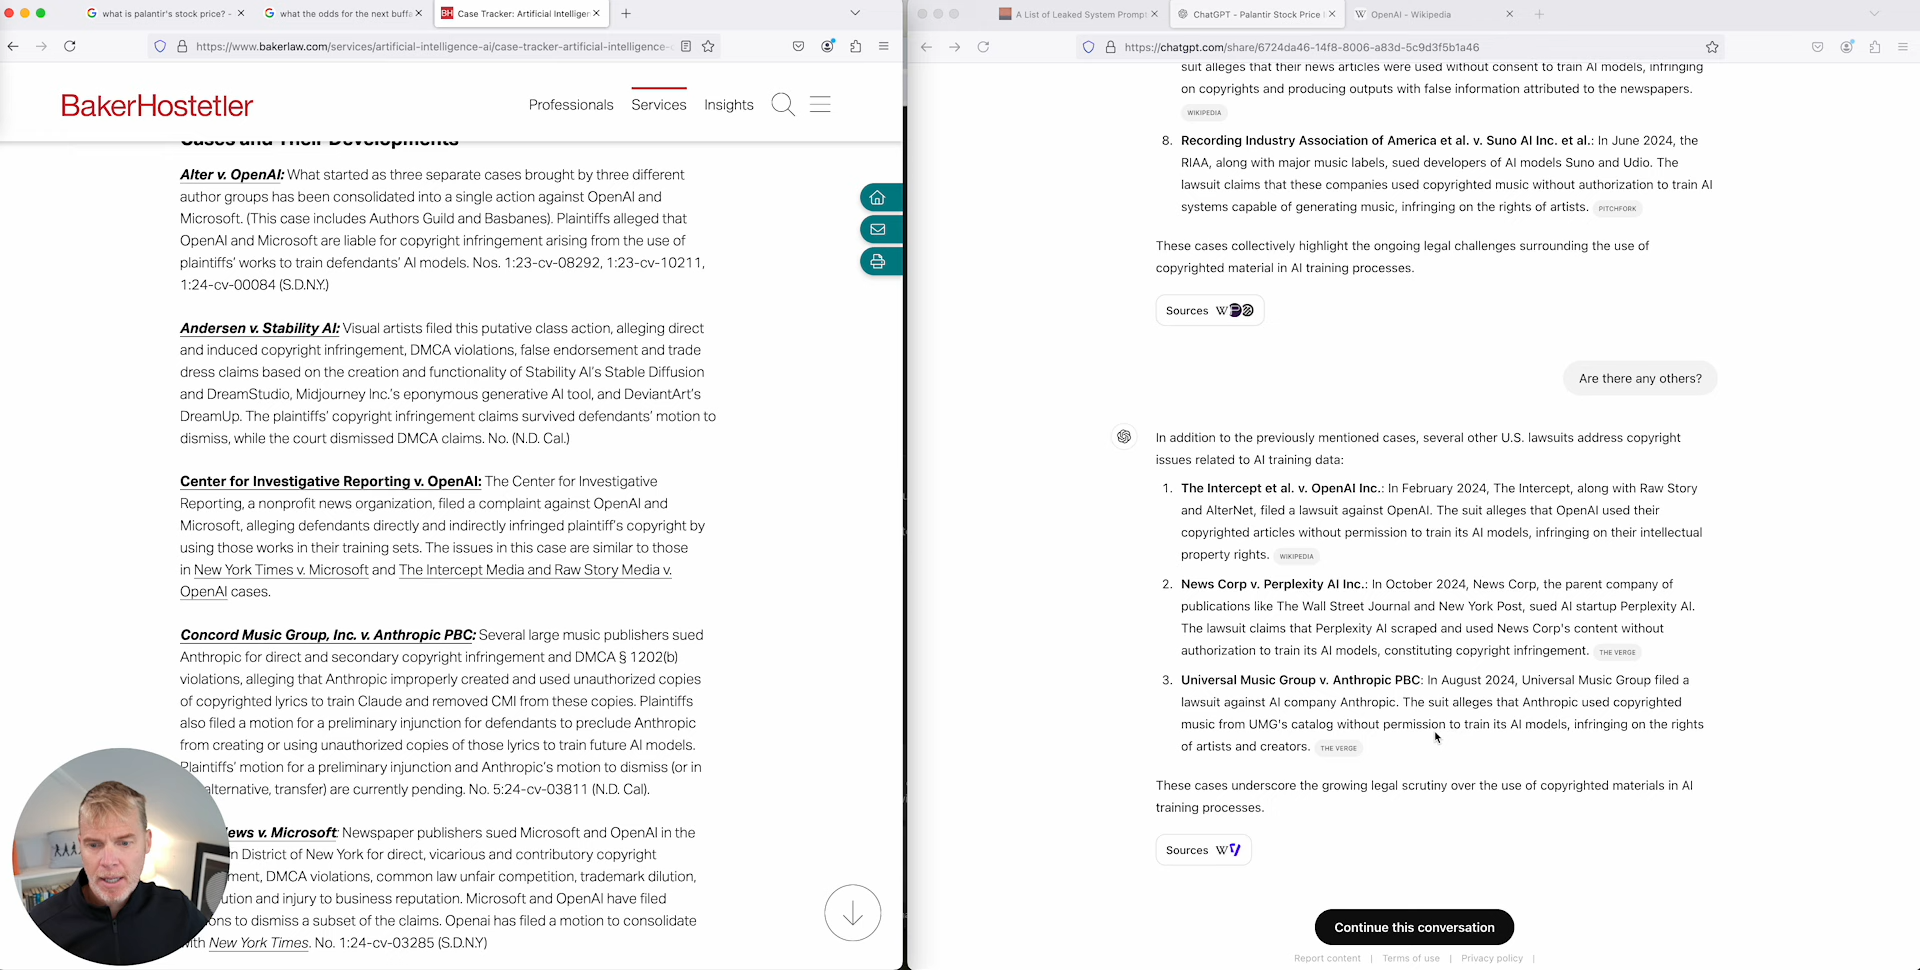 what is palantir's stock price? -
what the odds for the next buff
BH Case Tracker: Artificial Intelliger
https://www.bakerlaw.com/services/artificial-intelligence-ai/case-tracker-artificial-intelligence-
BakerHostetler
Professionals Services Insights
Cases and Their Developments
Alter v. OpenAI: What started as three separate cases brought by three different
author groups has been consolidated into a single action against OpenAI and
Microsoft. (This case includes Authors Guild and Basbanes). Plaintiffs alleged that
OpenAI and Microsoft are liable for copyright infringement arising from the use of
plaintiffs' works to train defendants' AI models. Nos. 1:23-cv-08292, 1:23-cv-10211,
1:24-cv-00084 (S.D.N.Y.)
Andersen v. Stability AI: Visual artists filed this putative class action, alleging direct
and induced copyright infringement, DMCA violations, false endorsement and trade
dress claims based on the creation and functionality of Stability AI's Stable Diffusion
and DreamStudio, Midjourney Inc.'s eponymous generative AI tool, and DeviantArt's
DreamUp. The plaintiffs' copyright infringement claims survived defendants' motion to
dismiss, while the court dismissed DMCA claims. No. (N.D. Cal.)
Center for Investigative Reporting v. OpenAI: The Center for Investigative
Reporting, a nonprofit news organization, filed a complaint against OpenAI and
Microsoft, alleging defendants directly and indirectly infringed plaintiff's copyright by
using those works in their training sets. The issues in this case are similar to those
in New York Times v. Microsoft and The Intercept Media and Raw Story Media v.
OpenAI cases.
Concord Music Group, Inc. v. Anthropic PBC: Several large music publishers sued
Anthropic for direct and secondary copyright infringement and DMCA § 1202(b)
violations, alleging that Anthropic improperly created and used unauthorized copies
of copyrighted lyrics to train Claude and removed CMI from these copies. Plaintiffs
also filed a motion for a preliminary injunction for defendants to preclude Anthropic
from creating or using unauthorized copies of those lyrics to train future AI models.
Plaintiffs' motion for a preliminary injunction and Anthropic's motion to dismiss (or in
alternative, transfer) are currently pending. No. 5:24-cv-03811 (N.D. Cal).
ews v. Microsoft: Newspaper publishers sued Microsoft and OpenAI in the
n District of New York for direct, vicarious and contributory copyright
ment, DMCA violations, common law unfair competition, trademark dilution,
ution and injury to business reputation. Microsoft and OpenAI have filed
ons to dismiss a subset of the claims. Openai has filed a motion to consolidate
with New York Times. No. 1:24-cv-03285 (S.D.N.Y)
A List of Leaked System Promp
ChatGPT - Palantir Stock Price
W OpenAI - Wikipedia
https://chatgpt.com/share/6724da46-14f8-8006-a83d-5c9d3f5b1a46
suit alleges that their news articles were used without consent to train AI models, infringing
on copyrights and producing outputs with false information attributed to the newspapers.
WIKIPEDIA
8. Recording Industry Association of America et al. v. Suno AI Inc. et al.: In June 2024, the
RIAA, along with major music labels, sued developers of AI models Suno and Udio. The
lawsuit claims that these companies used copyrighted music without authorization to train AI
systems capable of generating music, infringing on the rights of artists. PITCHFORK
These cases collectively highlight the ongoing legal challenges surrounding the use of
copyrighted material in AI training processes.
Sources W
Are there any others?
In addition to the previously mentioned cases, several other U.S. lawsuits address copyright
issues related to AI training data:
1. The Intercept et al. v. OpenAI Inc.: In February 2024, The Intercept, along with Raw Story
and AlterNet, filed a lawsuit against OpenAI. The suit alleges that OpenAI used their
copyrighted articles without permission to train its AI models, infringing on their intellectual
property rights. WIKIPEDIA
2. News Corp v. Perplexity AI Inc.: In October 2024, News Corp, the parent company of
publications like The Wall Street Journal and New York Post, sued AI startup Perplexity AI.
The lawsuit claims that Perplexity AI scraped and used News Corp's content without
authorization to train its AI models, constituting copyright infringement. THE VERGE
3. Universal Music Group v. Anthropic PBC: In August 2024, Universal Music Group filed a
lawsuit against AI company Anthropic. The suit alleges that Anthropic used copyrighted
music from UMG's catalog without permission to train its AI models, infringing on the rights
of artists and creators. THE VERGE
These cases underscore the growing legal scrutiny over the use of copyrighted materials in AI
training processes.
Sources W
Continue this conversation
Report content | Terms of use | Privacy policy |